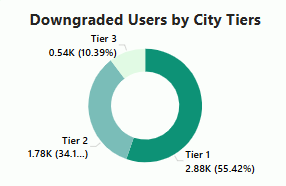 Downgraded Users by City Tiers
Tier 3
0.54K (10.39%)
Tier 2
1.78K (34.1...)
Tier 1
2.88K (55.42%)